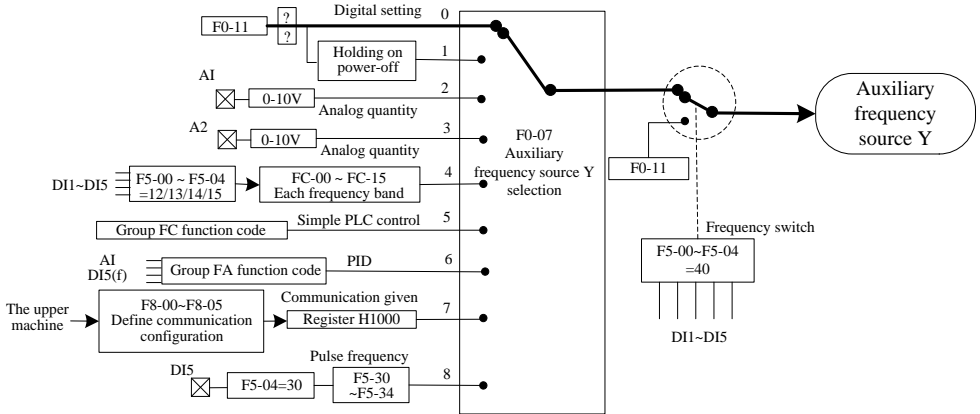 Digital setting 0
F0-11
?
?
Holding on
power-off
1
AI
0-10V
2
Analog quantity
A2
0-10V
3
Analog quantity
DI1~DI5
F5-00 ~ F5-04
=12/13/14/15
FC-00 ~ FC-15
Each frequency band
4
Group FC function code
Simple PLC control 5
AI
DI5(f)
Group FA function code
PID 6
The upper
machine
F8-00~F8-05
Define communication
configuration
Communication given
Register H1000
7
Pulse frequency
DI5
F5-04=30
F5-30
~F5-34
8
F0-07
Auxiliary
frequency source Y
selection
F0-11
Frequency switch
F5-00~F5-04
=40
DI1~DI5
Auxiliary
frequency
source Y